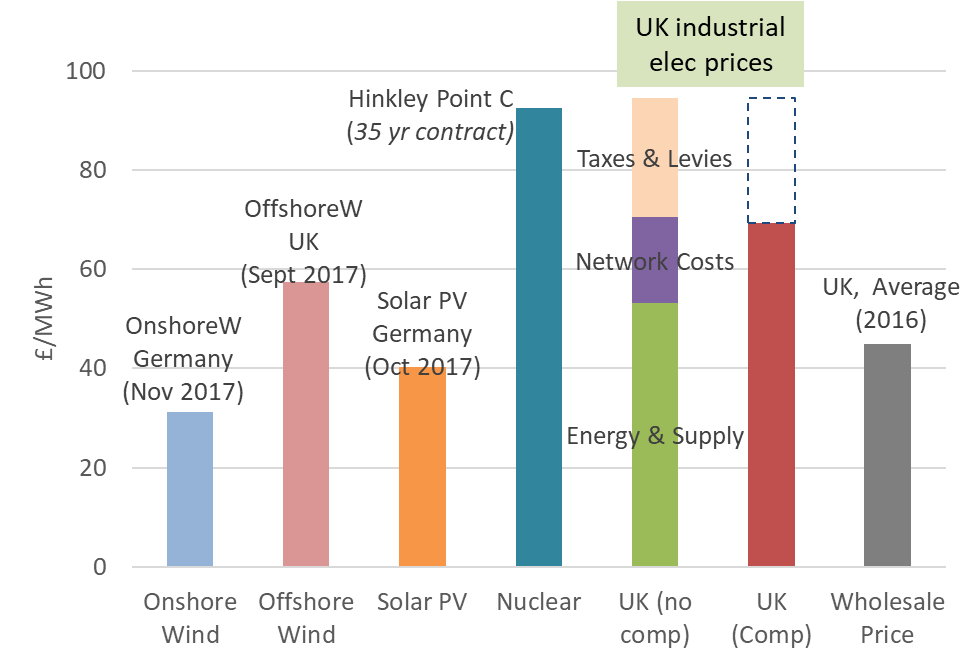 UK industrial
elec prices
£/MWh
100
80
60
40
20
0
Hinkley Point C
(35 yr contract)
Taxes & Levies
OffshoreW
UK
(Sept 2017)
Network Costs
Solar PV
Germany
(Oct 2017)
UK, Average
(2016)
OnshoreW
Germany
(Nov 2017)
Energy & Supply
Onshore
Wind
Offshore
Wind
Solar PV
Nuclear
UK (no
comp)
UK
(Comp)
Wholesale
Price